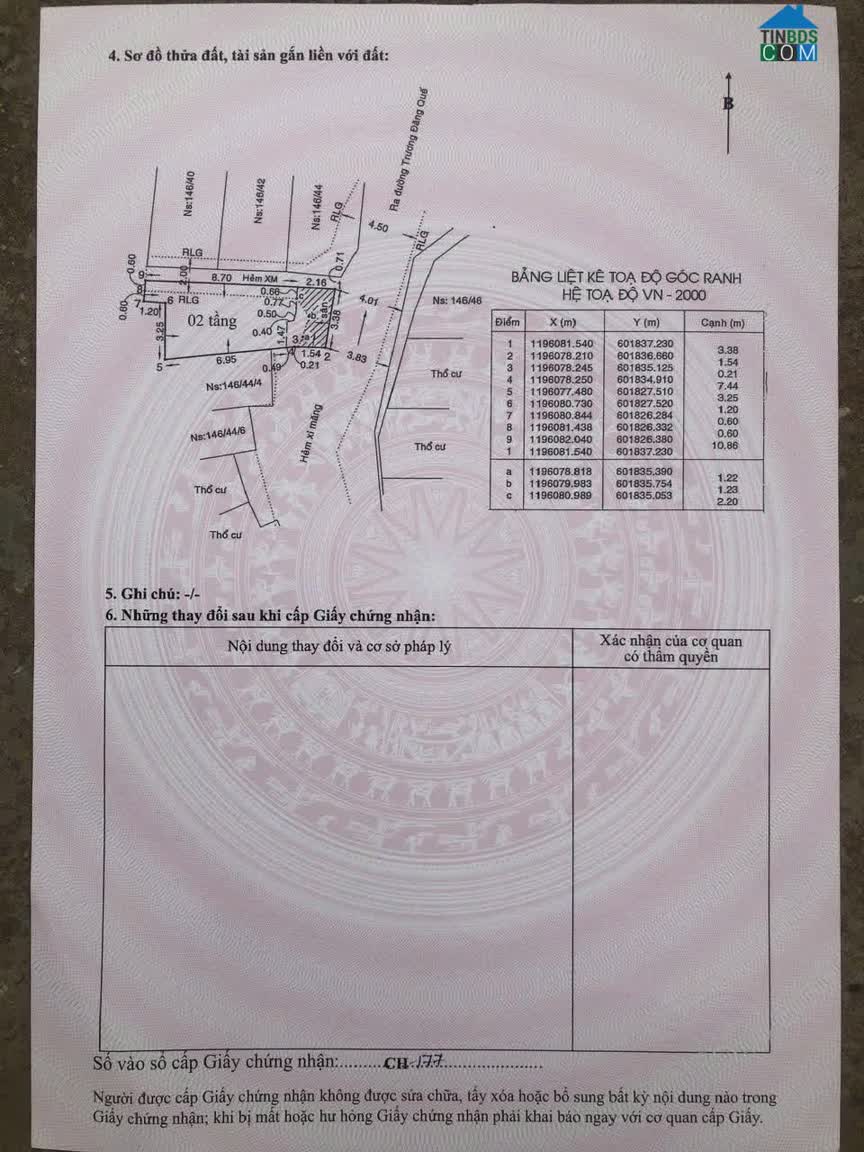 TINBDS
COM
4. Sơ đồ thửa đất, tài sản gắn liền với đất:
B
Ra đường Trương Đăng Quế
Ns:146/40
Ns:146/42
Ns:146/44
RLG
4.50
RLG
0.60
RLG
2.00
8.70
Hẻm XM
2.16
0.71
9
8
7
6
RLG
0.60
1.20
3.25
02 tầng
0.66
0.77
0.50
0.40
1.47
c
b
a
sân
3.38
4.01
3.83
Ns: 146/46
5
6.95
4
3
1.54
2
0.49
0.21
Ns:146/44/4
Ns:146/44/6
Hẻm xi măng
Thổ cư
Thổ cư
Thổ cư
Thổ cư
BẢNG LIỆT KÊ TOẠ ĐỘ GÓC RANH
HỆ TOẠ ĐỘ VN - 2000
Điểm X (m) Y (m) Cạnh (m)
1 1196081.540 601837.230
3.38
2 1196078.210 601836.660
1.54
3 1196078.245 601835.125
0.21
4 1196078.250 601834.910
7.44
5 1196077.480 601827.510
3.25
6 1196080.730 601827.520
1.20
7 1196080.844 601826.284
0.60
8 1196081.438 601826.332
0.60
9 1196082.040 601826.380
10.86
1 1196081.540 601837.230
a 1196078.818 601835.390
1.22
b 1196079.983 601835.754
1.23
c 1196080.989 601835.053
2.20
5. Ghi chú: -/-
6. Những thay đổi sau khi cấp Giấy chứng nhận:
Nội dung thay đổi và cơ sở pháp lý
Xác nhận của cơ quan
có thẩm quyền
Số vào sổ cấp Giấy chứng nhận:.........CH-177......................
Người được cấp Giấy chứng nhận không được sửa chữa, tẩy xóa hoặc bổ sung bất kỳ nội dung nào trong
Giấy chứng nhận; khi bị mất hoặc hư hỏng Giấy chứng nhận phải khai báo ngay với cơ quan cấp Giấy.